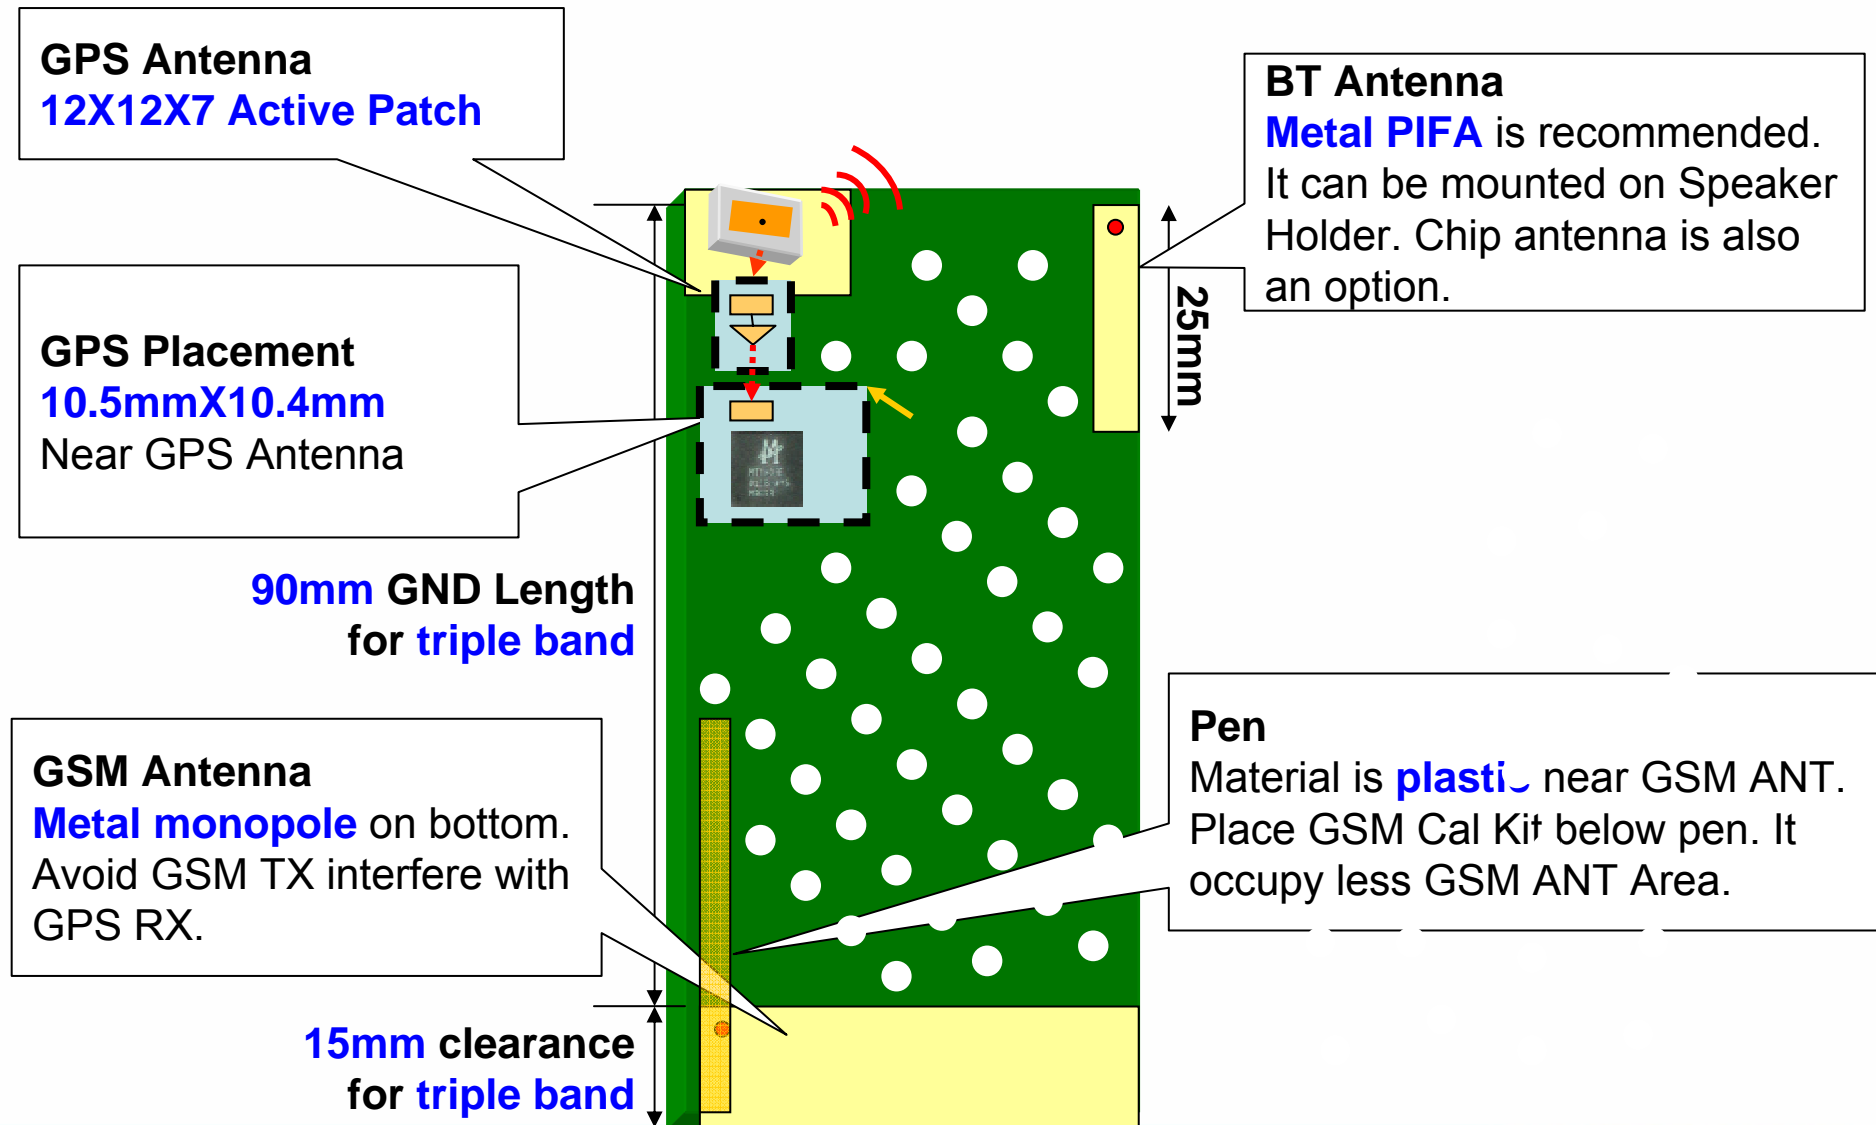 GPS Antenna
12X12X7 Active Patch
BT Antenna
Metal PIFA is recommended.
It can be mounted on Speaker
Holder. Chip antenna is also
an option.
25mm
GPS Placement
10.5mmX10.4mm
Near GPS Antenna
90mm GND Length
for triple band
GSM Antenna
Metal monopole on bottom.
Avoid GSM TX interfere with
GPS RX.
Pen
Material is plastic near GSM ANT.
Place GSM Cal Kit below pen. It
occupy less GSM ANT Area.
15mm clearance
for triple band